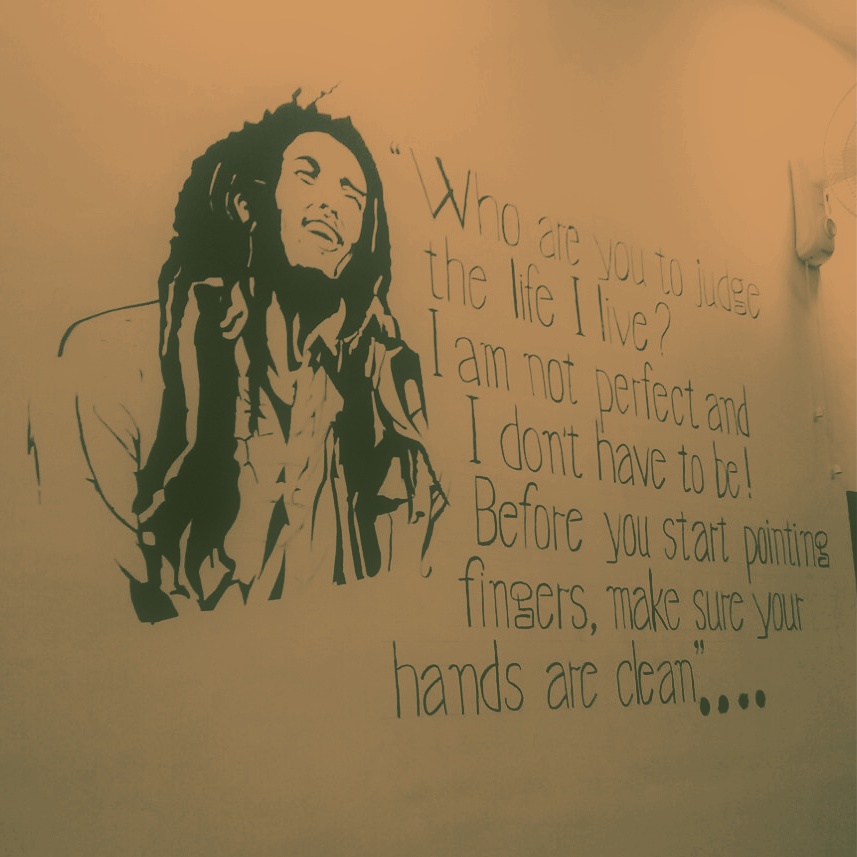 "Who are you to judge
the life I live?
I am not perfect and
I don't have to be!
Before you start pointing
fingers, make sure your
hands are clean"....